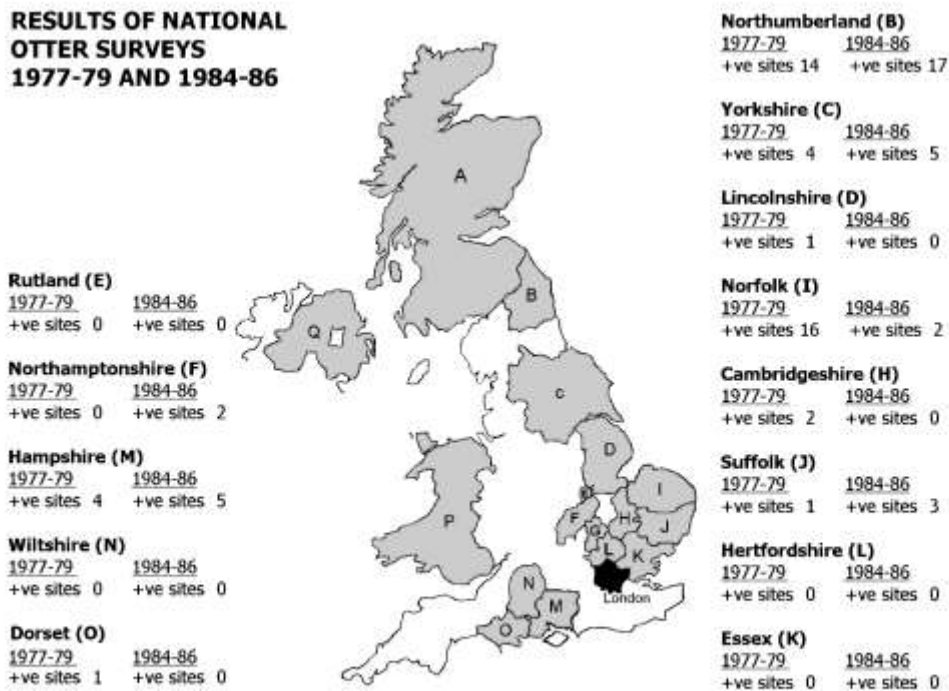 RESULTS OF NATIONAL
OTTER SURVEYS
1977-79 AND 1984-86
Rutland (E)
1977-79 1984-86
+ve sites 0 +ve sites 0
Northamptonshire (F)
1977-79 1984-86
+ve sites 0 +ve sites 2
Hampshire (M)
1977-79 1984-86
+ve sites 4 +ve sites 5
Wiltshire (N)
1977-79 1984-86
+ve sites 0 +ve sites 0
Dorset (O)
1977-79 1984-86
+ve sites 1 +ve sites 0
A
B
Q
C
D
I
F
H
G
J
L
K
P
London
N
M
O
Northumberland (B)
1977-79 1984-86
+ve sites 14 +ve sites 17
Yorkshire (C)
1977-79 1984-86
+ve sites 4 +ve sites 5
Lincolnshire (D)
1977-79 1984-86
+ve sites 1 +ve sites 0
Norfolk (I)
1977-79 1984-86
+ve sites 16 +ve sites 2
Cambridgeshire (H)
1977-79 1984-86
+ve sites 2 +ve sites 0
Suffolk (J)
1977-79 1984-86
+ve sites 1 +ve sites 3
Hertfordshire (L)
1977-79 1984-86
+ve sites 0 +ve sites 0
Essex (K)
1977-79 1984-86
+ve sites 0 +ve sites 0